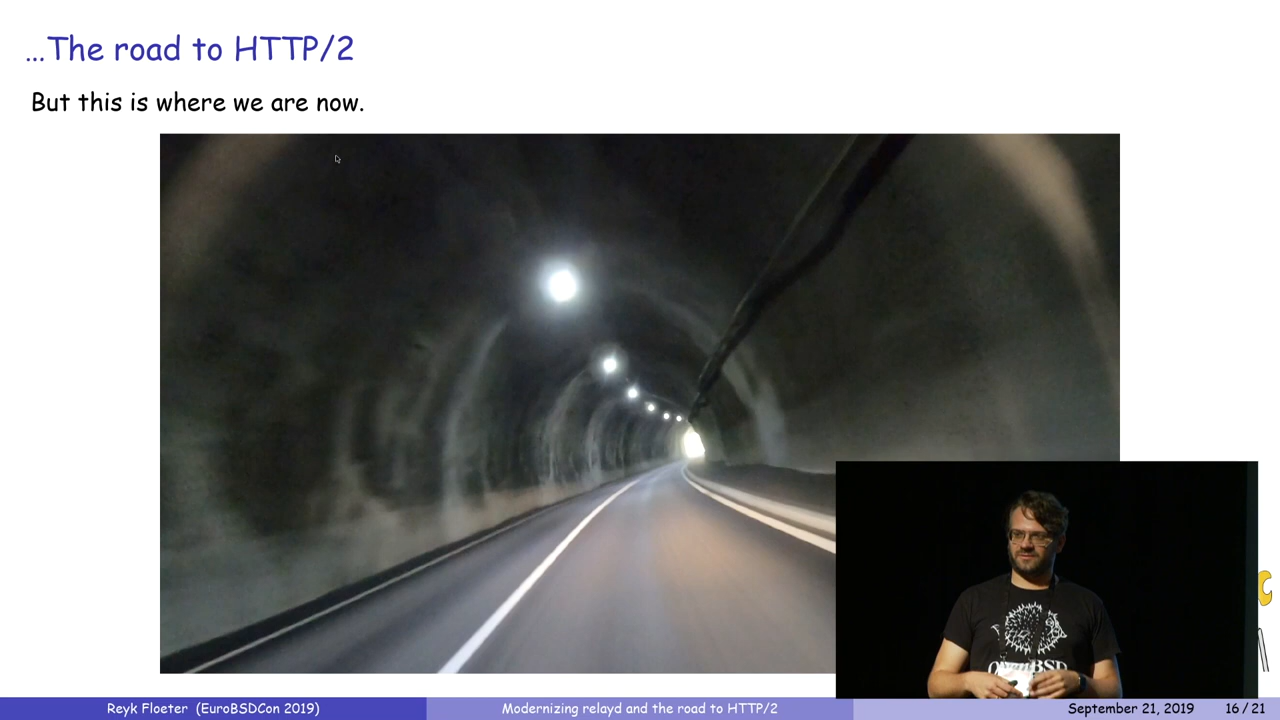 …The road to HTTP/2
But this is where we are now.
OpenBSD
Reyk Floeter (EuroBSDCon 2019)
Modernizing relayd and the road to HTTP/2
September 21, 2019
16 / 21